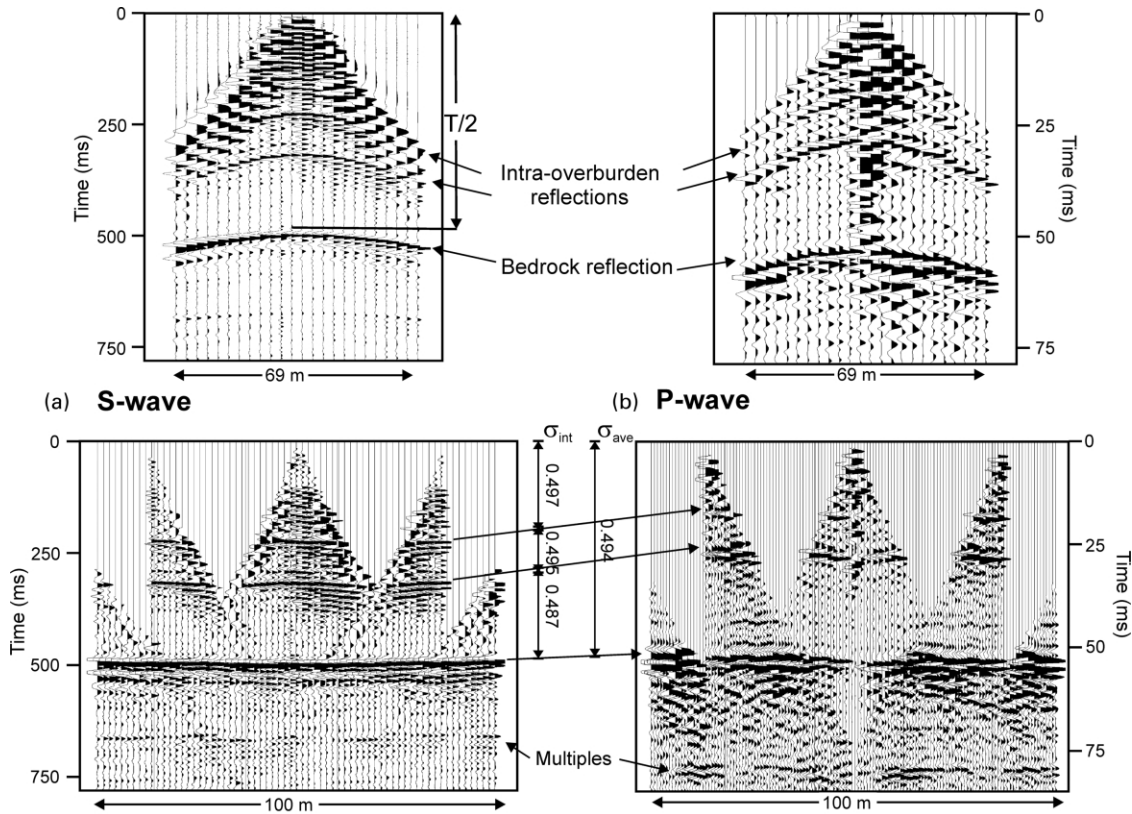 0
250
500
750
Time (ms)
T/2
69 m
Intra-overburden
reflections
Bedrock reflection
0
25
50
75
Time (ms)
69 m
(a) S-wave
(b) P-wave
0
250
500
750
Time (ms)
100 m
σint
σave
0.497
0.495
0.487
0.494
Multiples
0
25
50
75
Time (ms)
100 m